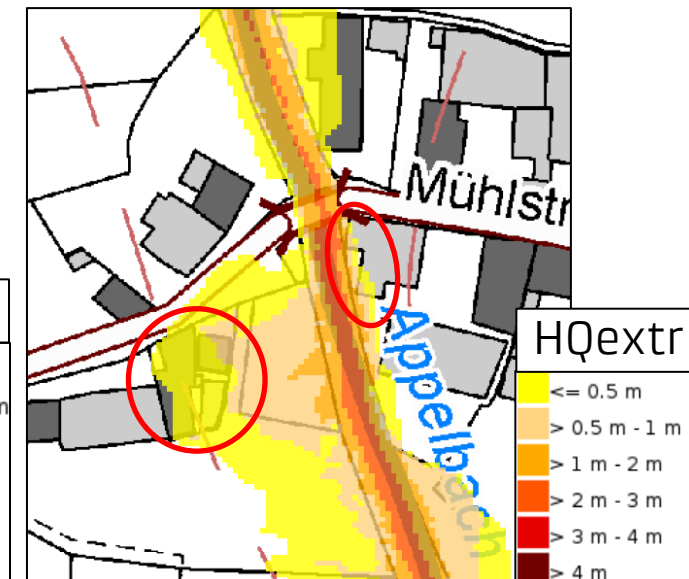 Mühlstr
Appelbach
HQextr
<= 0.5 m
> 0.5 m - 1 m
> 1 m - 2 m
> 2 m - 3 m
> 3 m - 4 m
> 4 m
m